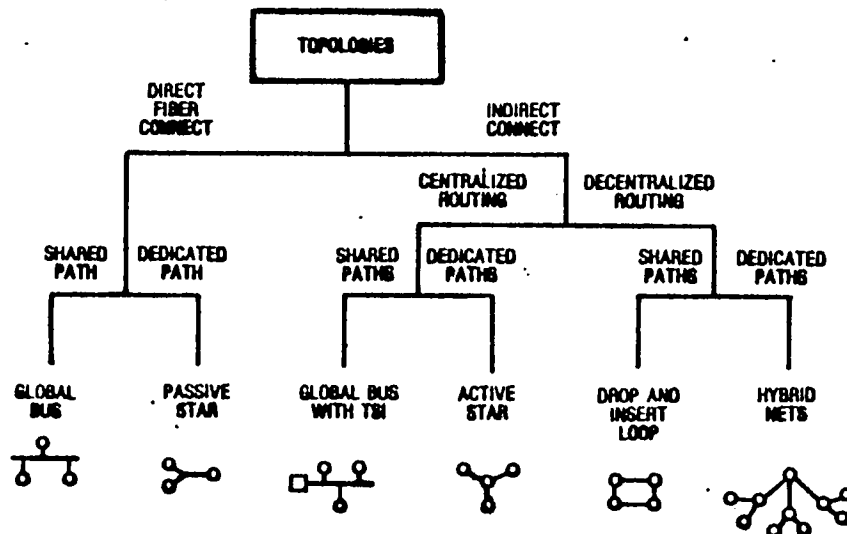 TOPOLOGIES
DIRECT
FIBER
CONNECT
INDIRECT
CONNECT
CENTRALIZED
ROUTING
DECENTRALIZED
ROUTING
SHARED
PATH
DEDICATED
PATH
SHARED
PATHS
DEDICATED
PATHS
SHARED
PATHS
DEDICATED
PATHS
GLOBAL
BUS
PASSIVE
STAR
GLOBAL BUS
WITH TSI
ACTIVE
STAR
DROP AND
INSERT
LOOP
HYBRID
NETS